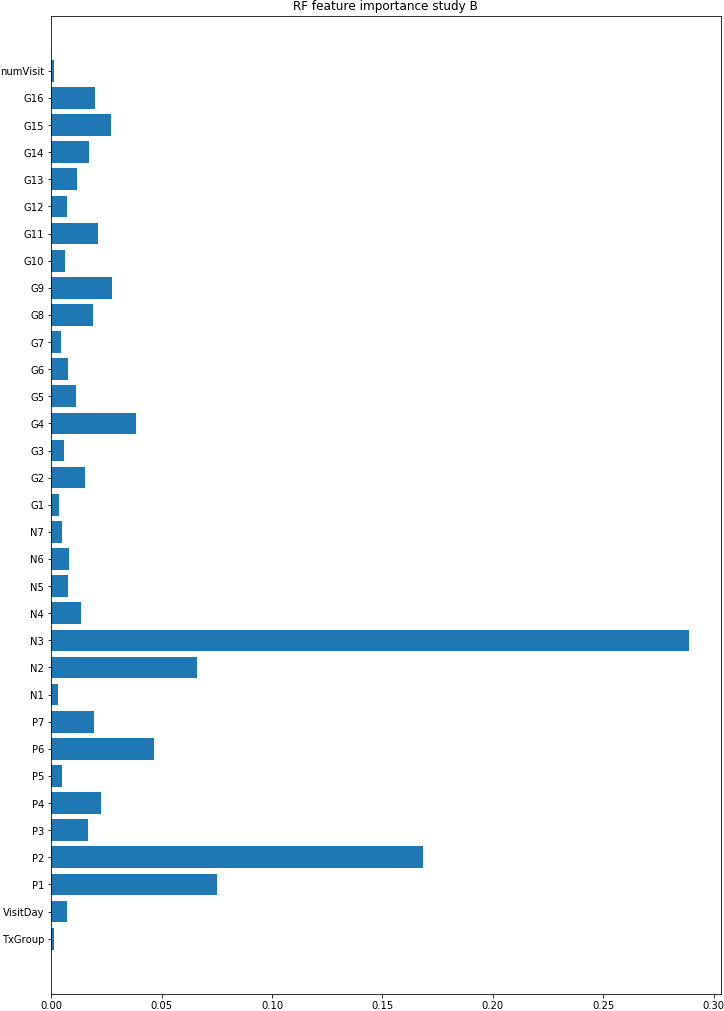 RF feature importance study B
numVisit
G16
G15
G14
G13
G12
G11
G10
G9
G8
G7
G6
G5
G4
G3
G2
G1
N7
N6
N5
N4
N3
N2
N1
P7
P6
P5
P4
P3
P2
P1
VisitDay
TxGroup
0.00 0.05 0.10 0.15 0.20 0.25 0.30